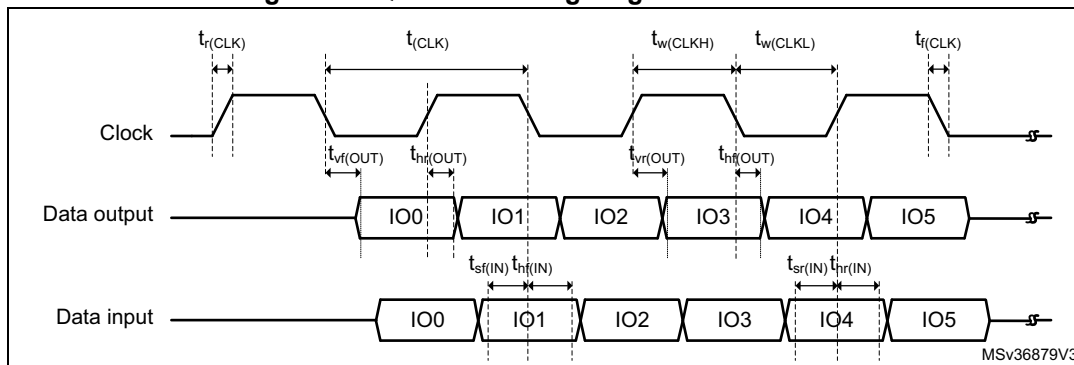 t_r(CLK) t_(CLK) t_w(CLKH) t_w(CLKL) t_f(CLK)
Clock
t_vf(OUT) t_hr(OUT) t_vr(OUT) t_hf(OUT)
Data output IO0 IO1 IO2 IO3 IO4 IO5
t_sf(IN) t_hf(IN) t_sr(IN) t_hr(IN)
Data input IO0 IO1 IO2 IO3 IO4 IO5
MSv36879V3